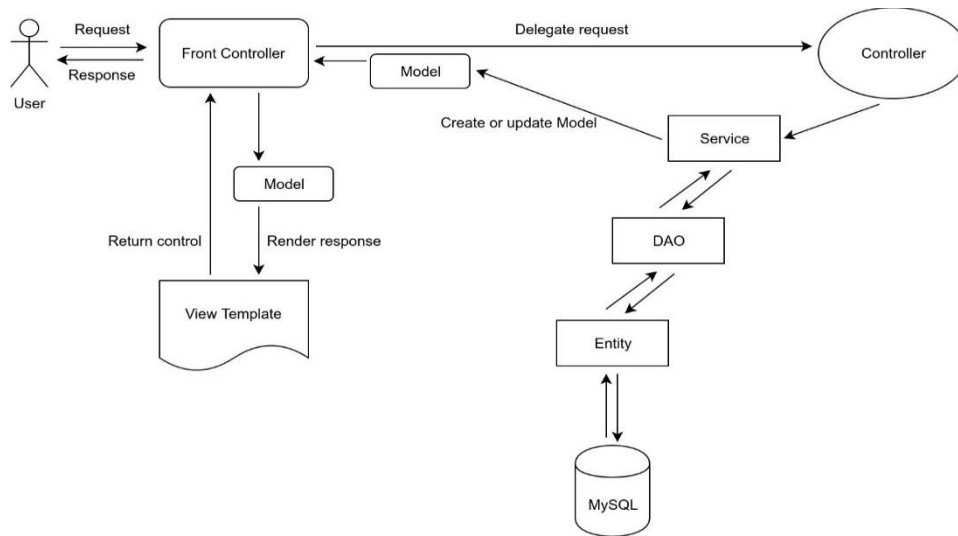 Request
Response
User
Front Controller
Delegate request
Model
Controller
Create or update Model
Service
Model
Return control
Render response
DAO
View Template
Entity
MySQL